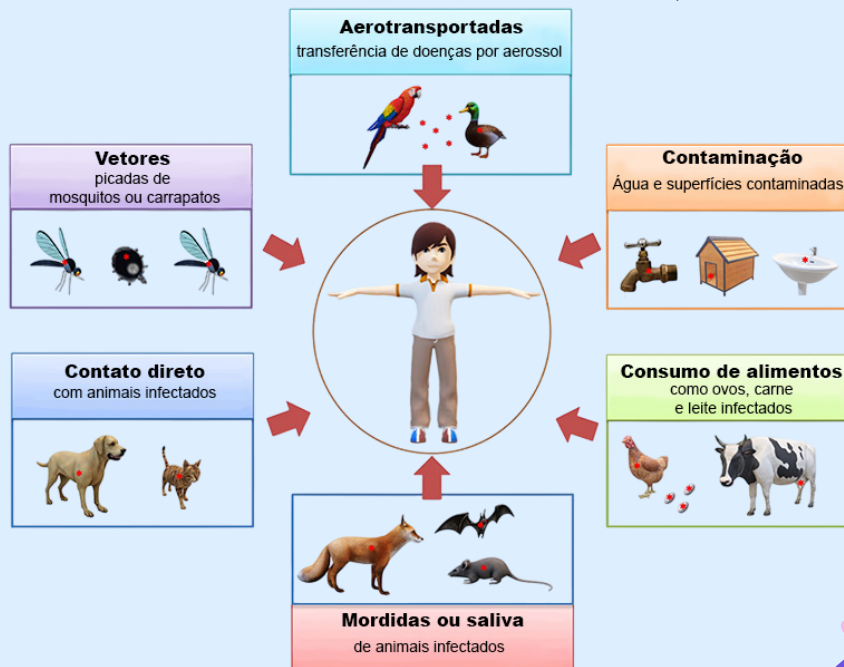 Aerotransportadas
transferência de doenças por aerossol
Vetores
picadas de
mosquitos ou carrapatos
Contaminação
Água e superfícies contaminadas
Contato direto
com animais infectados
Consumo de alimentos
como ovos, carne
e leite infectados
Mordidas ou saliva
de animais infectados